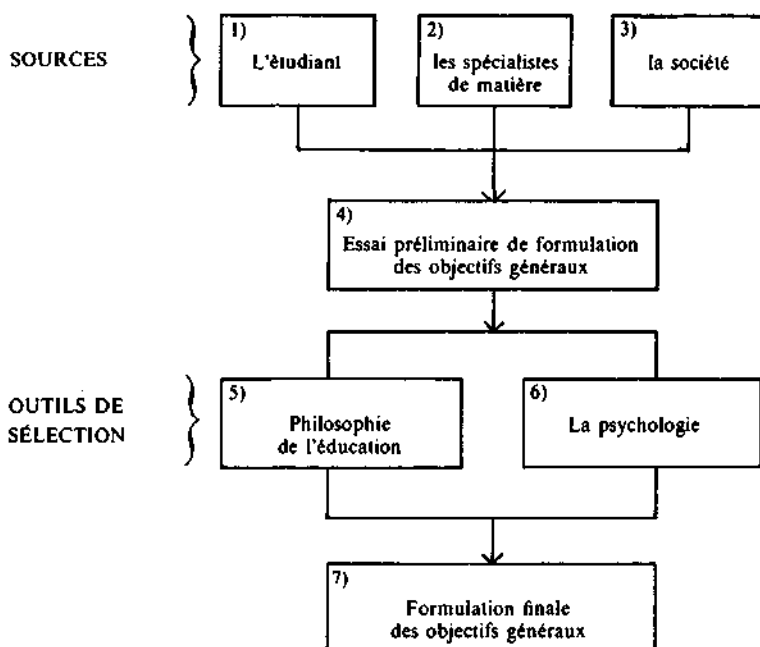 SOURCES
1)
L'étudiant
2)
les spécialistes
de matière
3)
la société
4)
Essai préliminaire de formulation
des objectifs généraux
OUTILS DE
SÉLECTION
5)
Philosophie
de l'éducation
6)
La psychologie
7)
Formulation finale
des objectifs généraux